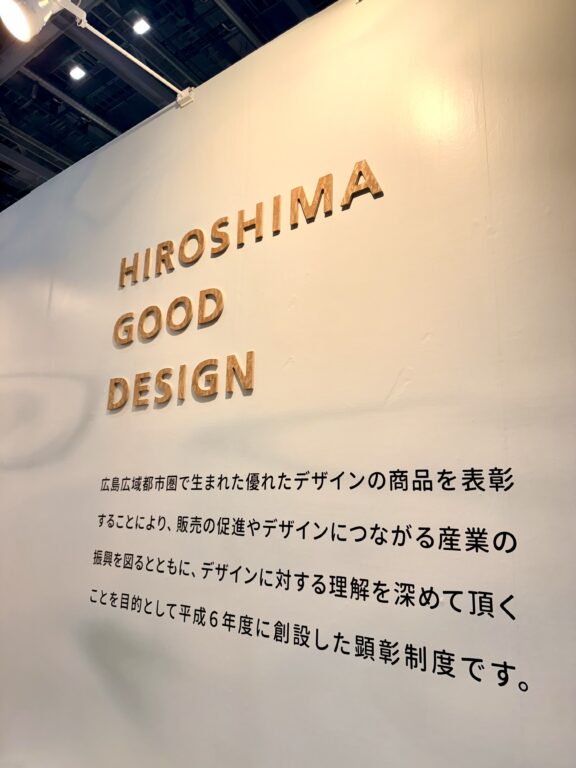 HIROSHIMA
GOOD
DESIGN
広島広域都市圏で生まれた優れたデザインの商品を表彰
することにより、販売の促進やデザインにつながる産業の
振興を図るとともに、デザインに対する理解を深めて頂く
ことを目的として平成6年度に創設した顕彰制度です。